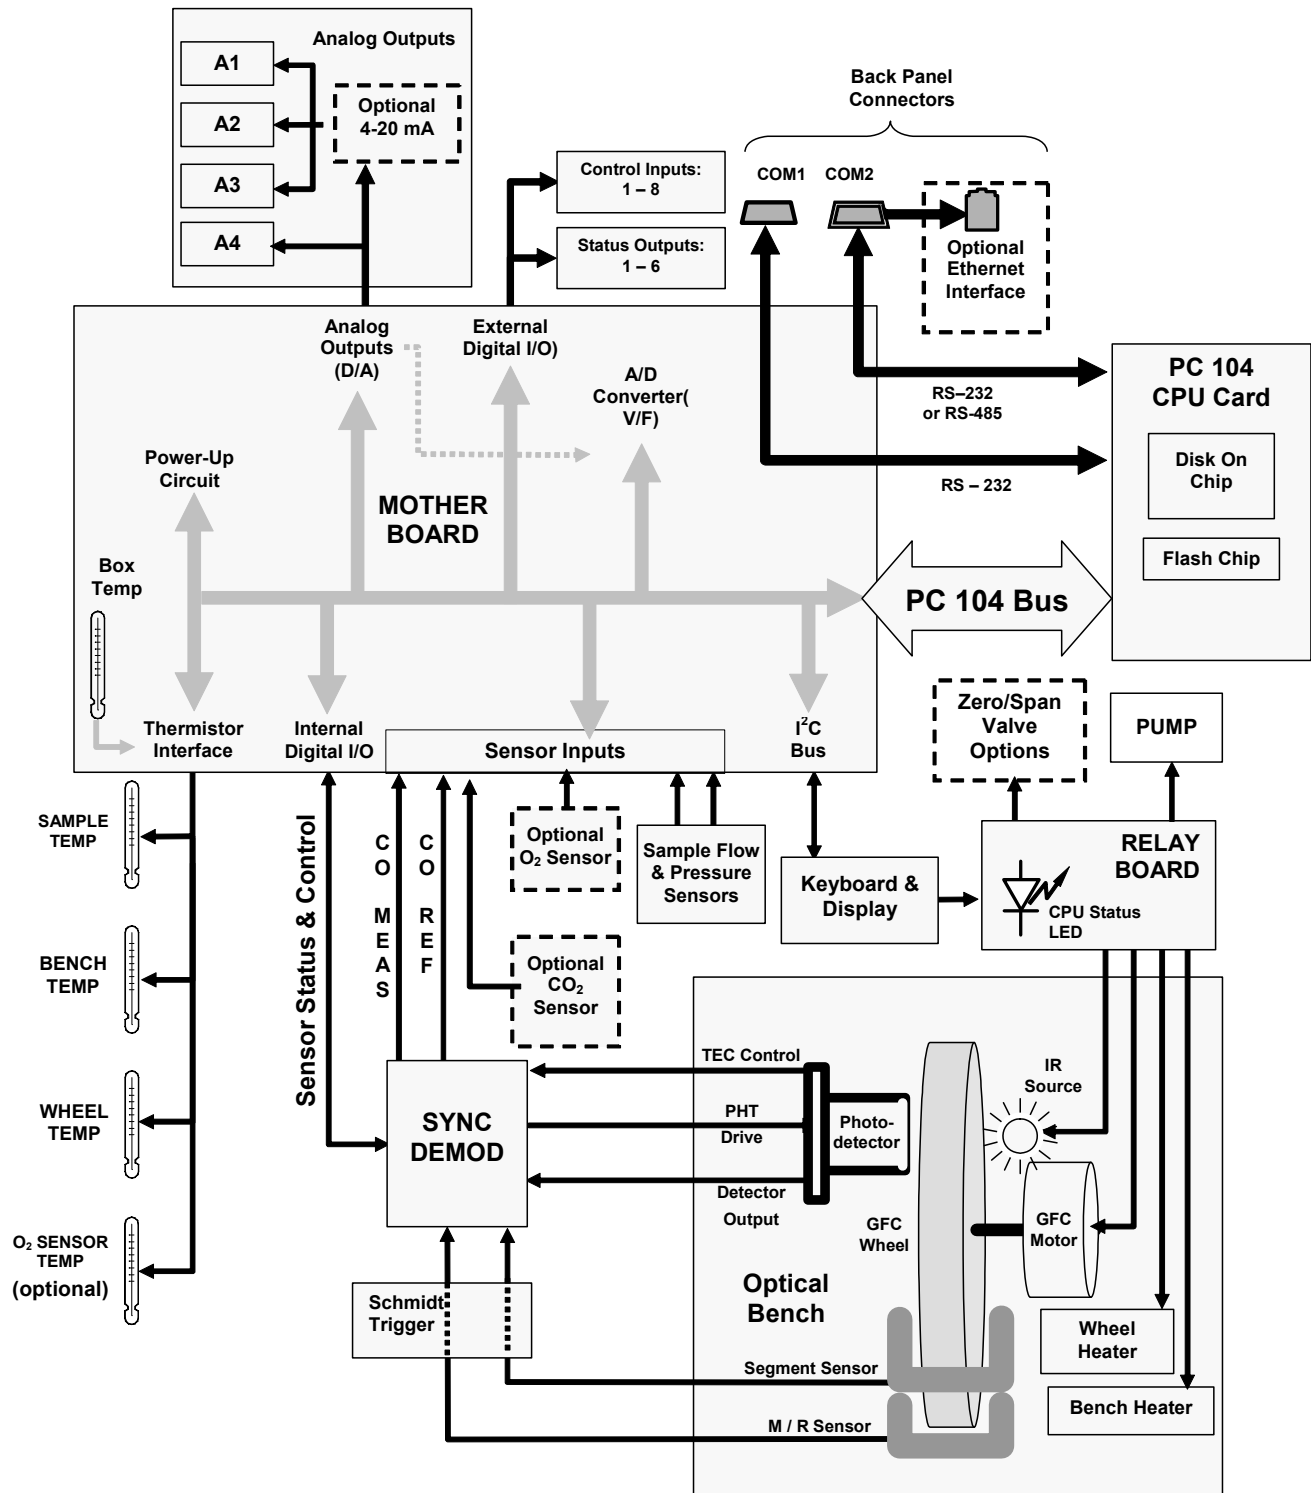 Analog Outputs
A1
A2
A3
A4
Optional
4-20 mA
Control Inputs:
1 – 8
Status Outputs:
1 – 6
Back Panel
Connectors
COM1
COM2
Optional
Ethernet
Interface
RS–232
or RS-485
RS – 232
PC 104
CPU Card
Disk On
Chip
Flash Chip
PC 104 Bus
Analog
Outputs
(D/A)
External
Digital I/O)
A/D
Converter(
V/F)
Power-Up
Circuit
MOTHER
BOARD
Box
Temp
Thermistor
Interface
Internal
Digital I/O
Sensor Inputs
I²C
Bus
Zero/Span
Valve
Options
PUMP
RELAY
BOARD
CPU Status
LED
Keyboard &
Display
Sample Flow
& Pressure
Sensors
Optional
O₂ Sensor
Optional
CO₂
Sensor
Sensor Status & Control
CO MEAS
CO REF
SAMPLE
TEMP
BENCH
TEMP
WHEEL
TEMP
O₂ SENSOR
TEMP
(optional)
SYNC
DEMOD
TEC Control
PHT
Drive
Detector
Output
Photo-
detector
IR
Source
GFC
Wheel
GFC
Motor
Optical
Bench
Wheel
Heater
Bench Heater
Schmidt
Trigger
Segment Sensor
M / R Sensor